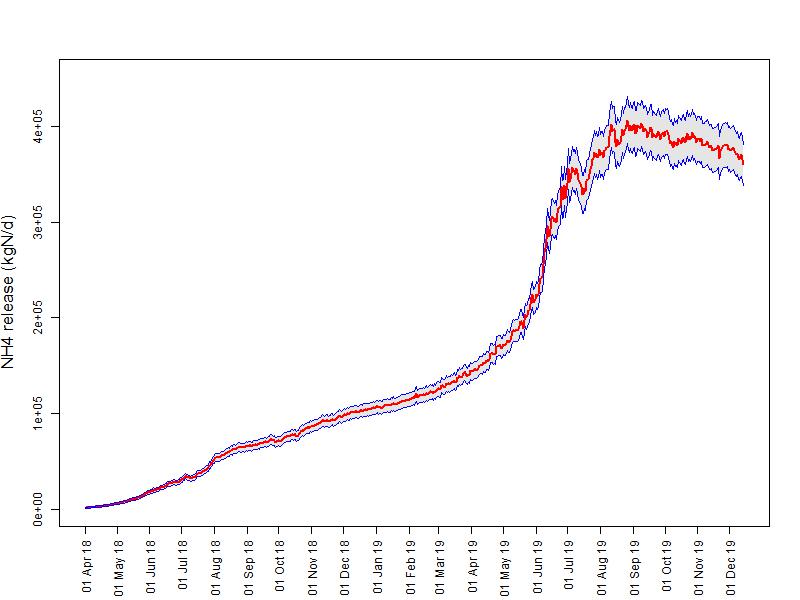 NH4 release (kgN/d)
4e+05
3e+05
2e+05
1e+05
0e+00
01 Apr 18
01 May 18
01 Jun 18
01 Jul 18
01 Aug 18
01 Sep 18
01 Oct 18
01 Nov 18
01 Dec 18
01 Jan 19
01 Feb 19
01 Mar 19
01 Apr 19
01 May 19
01 Jun 19
01 Jul 19
01 Aug 19
01 Sep 19
01 Oct 19
01 Nov 19
01 Dec 19